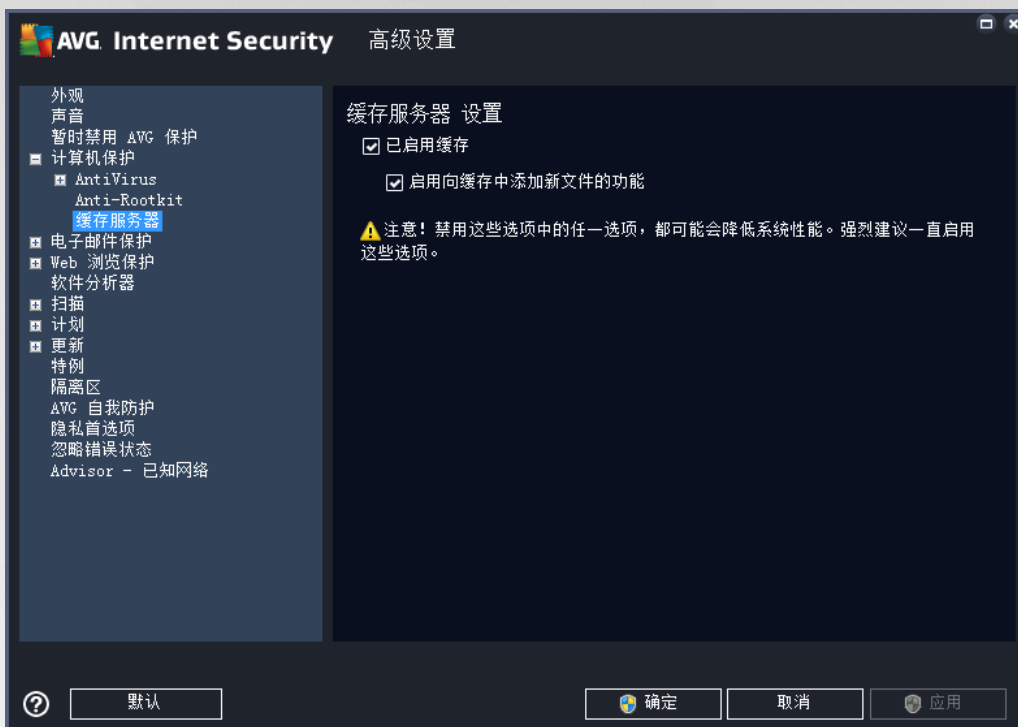 AVG. Internet Security 高级设置
外观
声音
暂时禁用 AVG 保护
计算机保护
AntiVirus
Anti-Rootkit
缓存服务器
电子邮件保护
Web 浏览保护
软件分析器
扫描
计划
更新
特例
隔离区
AVG 自我防护
隐私首选项
忽略错误状态
Advisor - 已知网络
缓存服务器 设置
已启用缓存
启用向缓存中添加新文件的功能
注意！禁用这些选项中的任一选项，都可能会降低系统性能。强烈建议一直启用
这些选项。
默认 确定 取消 应用